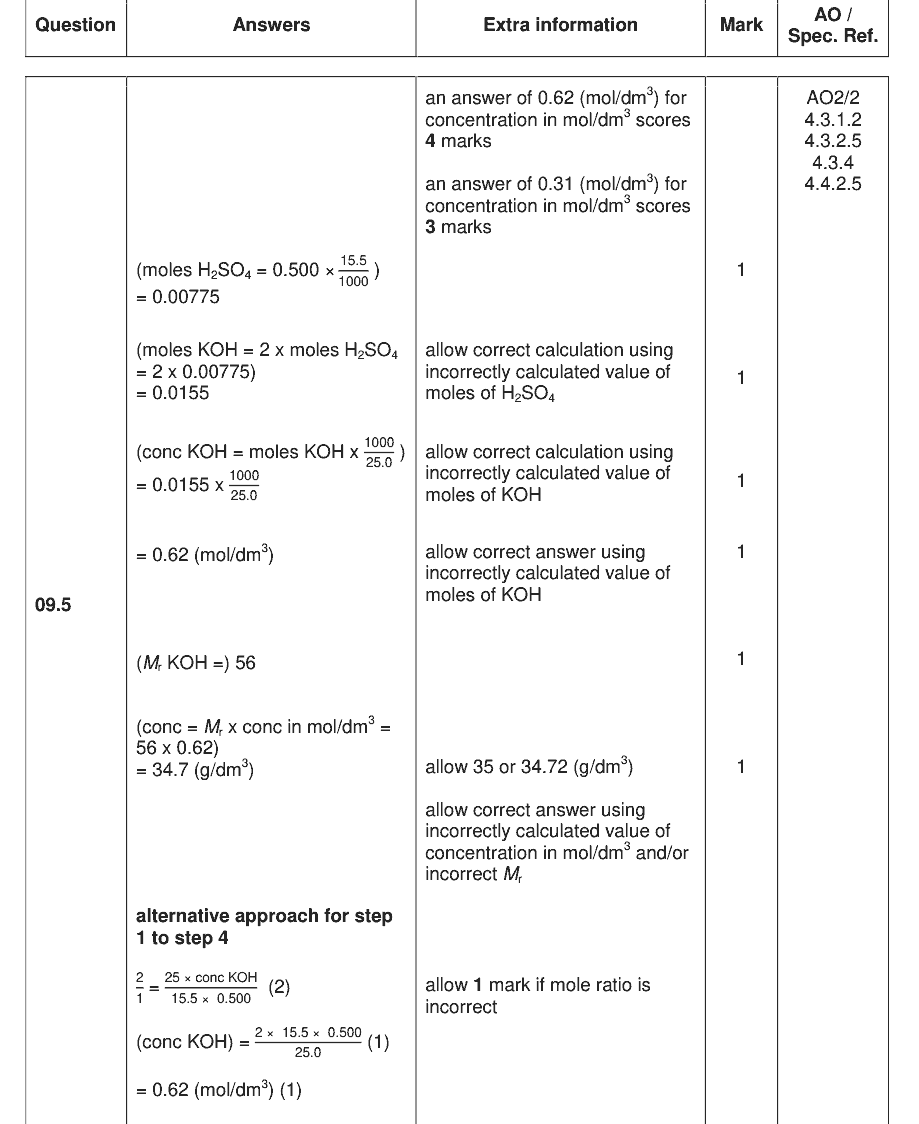 Question Answers Extra information Mark AO /
Spec. Ref.
an answer of 0.62 (mol/dm³) for
concentration in mol/dm³ scores
4 marks
an answer of 0.31 (mol/dm³) for
concentration in mol/dm³ scores
3 marks
AO2/2
4.3.1.2
4.3.2.5
4.3.4
4.4.2.5
09.5
(moles H₂SO₄ = 0.500 × 15.5/1000 )
= 0.00775
1
(moles KOH = 2 x moles H₂SO₄
= 2 x 0.00775)
= 0.0155
allow correct calculation using
incorrectly calculated value of
moles of H₂SO₄
1
(conc KOH = moles KOH x 1000/25.0 )
= 0.0155 x 1000/25.0
allow correct calculation using
incorrectly calculated value of
moles of KOH
1
= 0.62 (mol/dm³)
allow correct answer using
incorrectly calculated value of
moles of KOH
1
(Mᵣ KOH =) 56
1
(conc = Mᵣ x conc in mol/dm³ =
56 x 0.62)
= 34.7 (g/dm³)
allow 35 or 34.72 (g/dm³)
1
allow correct answer using
incorrectly calculated value of
concentration in mol/dm³ and/or
incorrect Mᵣ
alternative approach for step
1 to step 4
2/1 = 25 × conc KOH/15.5 × 0.500 (2)
allow 1 mark if mole ratio is
incorrect
(conc KOH) = 2 × 15.5 × 0.500/25.0 (1)
= 0.62 (mol/dm³) (1)